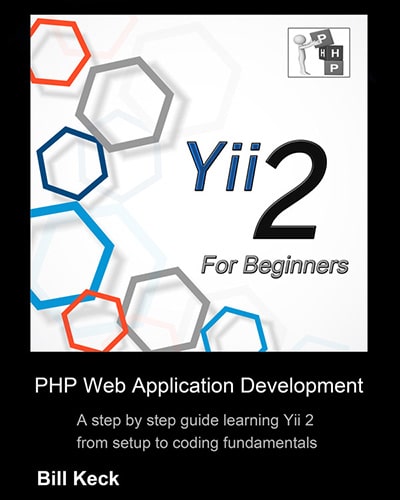 P
H H
P
Yii 2
For Beginners
PHP Web Application Development
A step by step guide learning Yii 2
from setup to coding fundamentals
Bill Keck